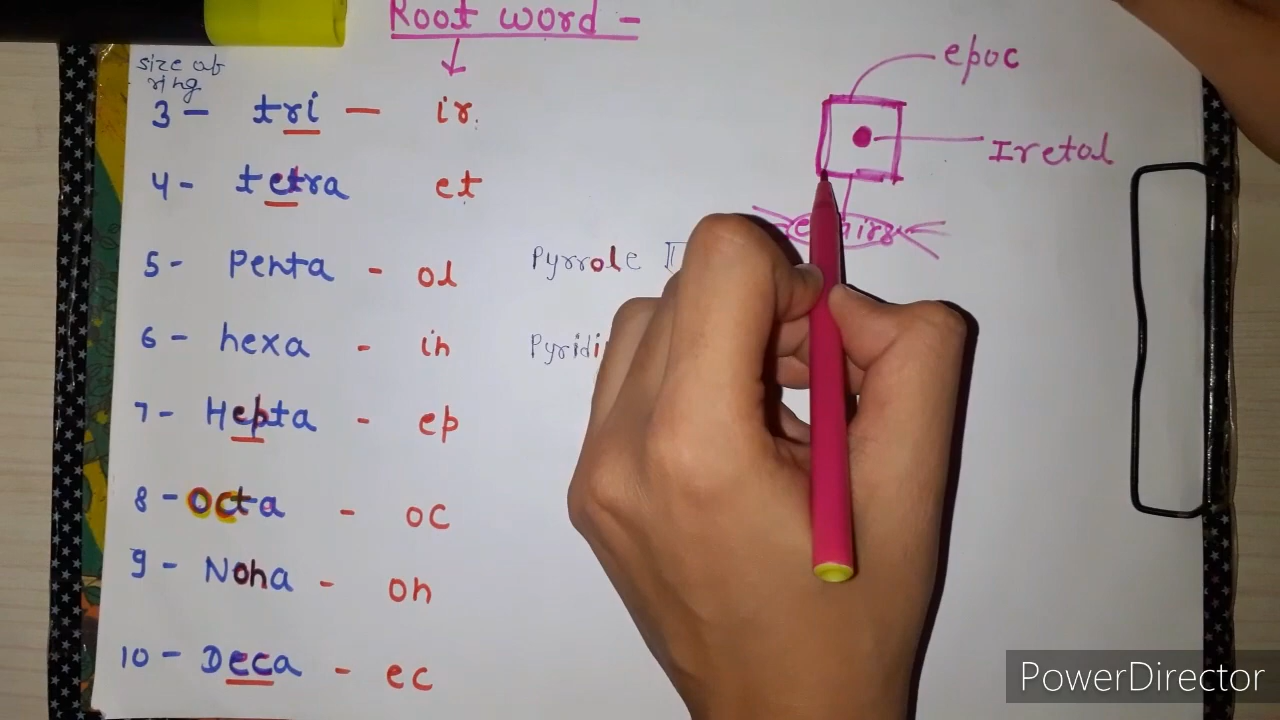 Root word -
size of
ring
3 - tri - ir
4 - tetra et
5 - Penta - ol
6 - hexa - in
7 - Hepta - ep
8 - octa - oc
9 - Nona - on
10 - Deca - ec
Pyrrole
epoc
Iretol
PowerDirector